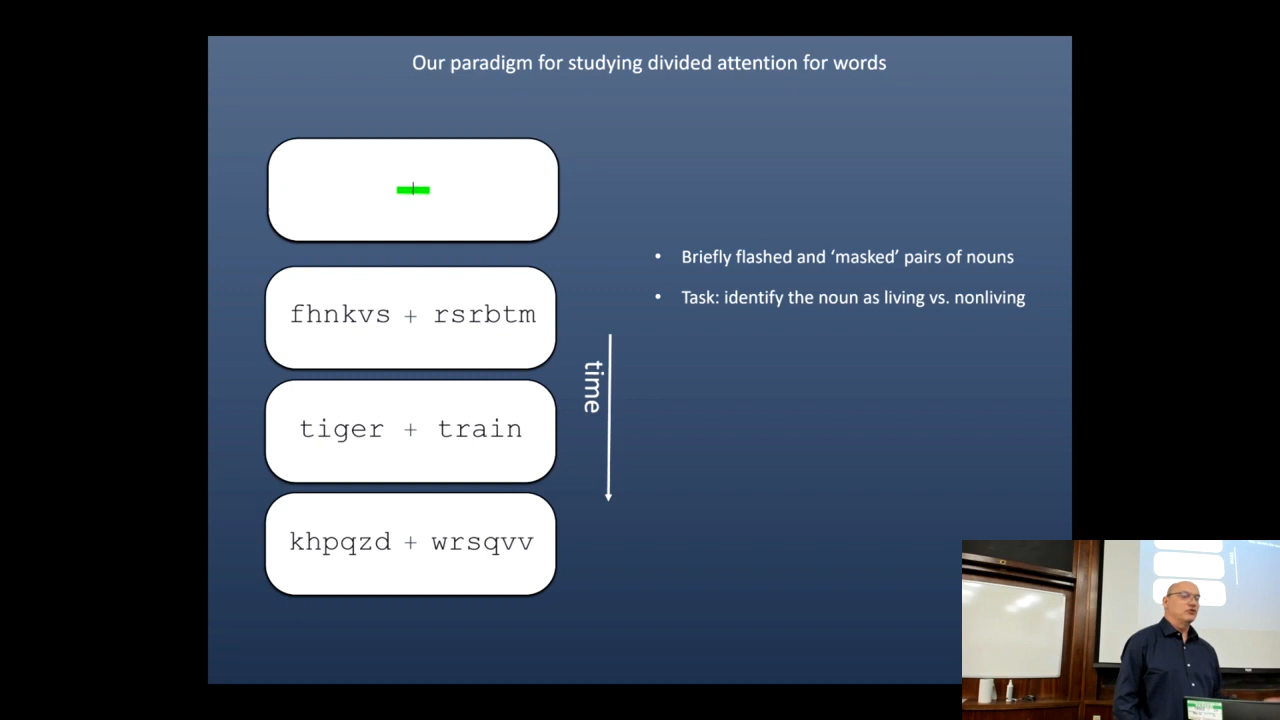 Our paradigm for studying divided attention for words
fhnkvs + rsrbtm
tiger + train
khpqzd + wrsqvv
time
• Briefly flashed and ‘masked’ pairs of nouns
• Task: identify the noun as living vs. nonliving